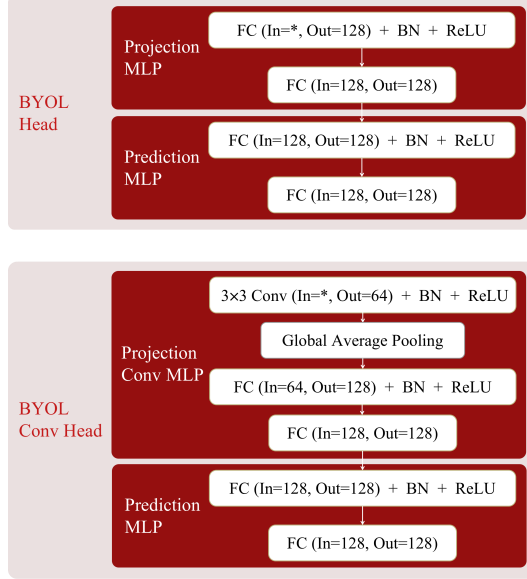 BYOL
Head
Projection
MLP
FC (In=*, Out=128) + BN + ReLU
FC (In=128, Out=128)
Prediction
MLP
FC (In=128, Out=128) + BN + ReLU
FC (In=128, Out=128)
BYOL
Conv Head
Projection
Conv MLP
3×3 Conv (In=*, Out=64) + BN + ReLU
Global Average Pooling
FC (In=64, Out=128) + BN + ReLU
FC (In=128, Out=128)
Prediction
MLP
FC (In=128, Out=128) + BN + ReLU
FC (In=128, Out=128)